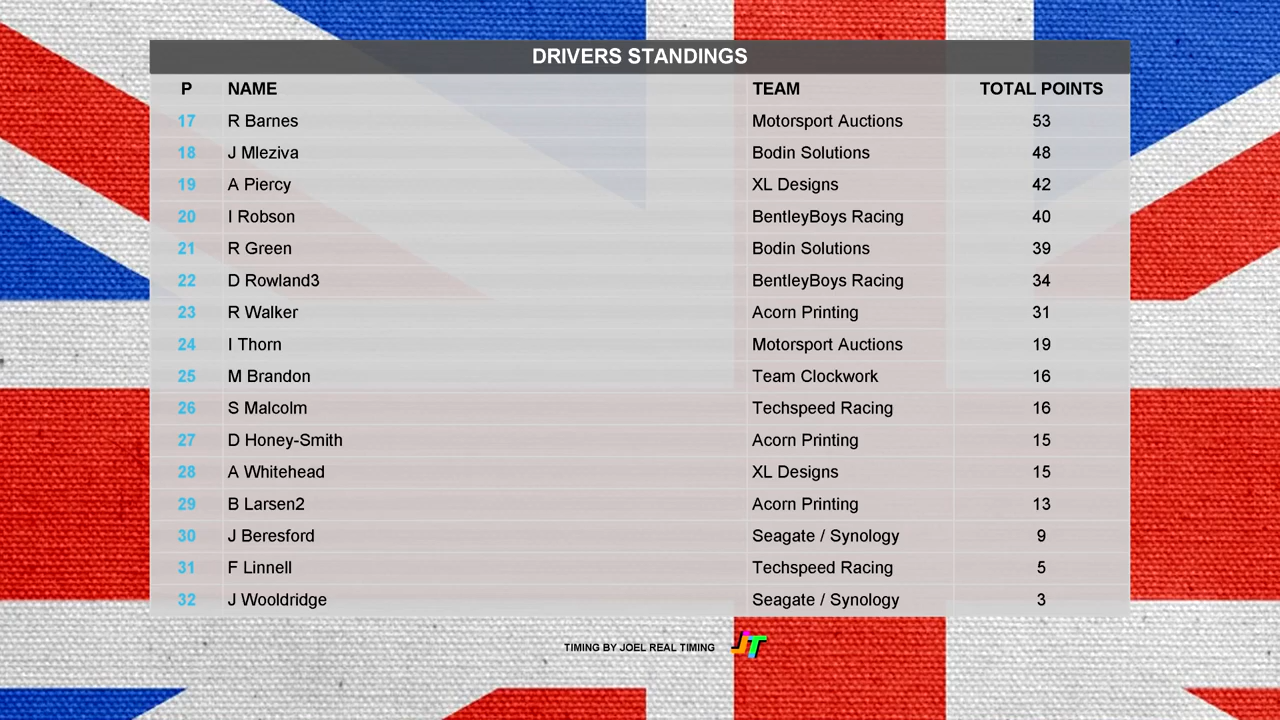 DRIVERS STANDINGS
P NAME TEAM TOTAL POINTS
17 R Barnes Motorsport Auctions 53
18 J Mleziva Bodin Solutions 48
19 A Piercy XL Designs 42
20 I Robson BentleyBoys Racing 40
21 R Green Bodin Solutions 39
22 D Rowland3 BentleyBoys Racing 34
23 R Walker Acorn Printing 31
24 I Thorn Motorsport Auctions 19
25 M Brandon Team Clockwork 16
26 S Malcolm Techspeed Racing 16
27 D Honey-Smith Acorn Printing 15
28 A Whitehead XL Designs 15
29 B Larsen2 Acorn Printing 13
30 J Beresford Seagate / Synology 9
31 F Linnell Techspeed Racing 5
32 J Wooldridge Seagate / Synology 3
TIMING BY JOEL REAL TIMING JT